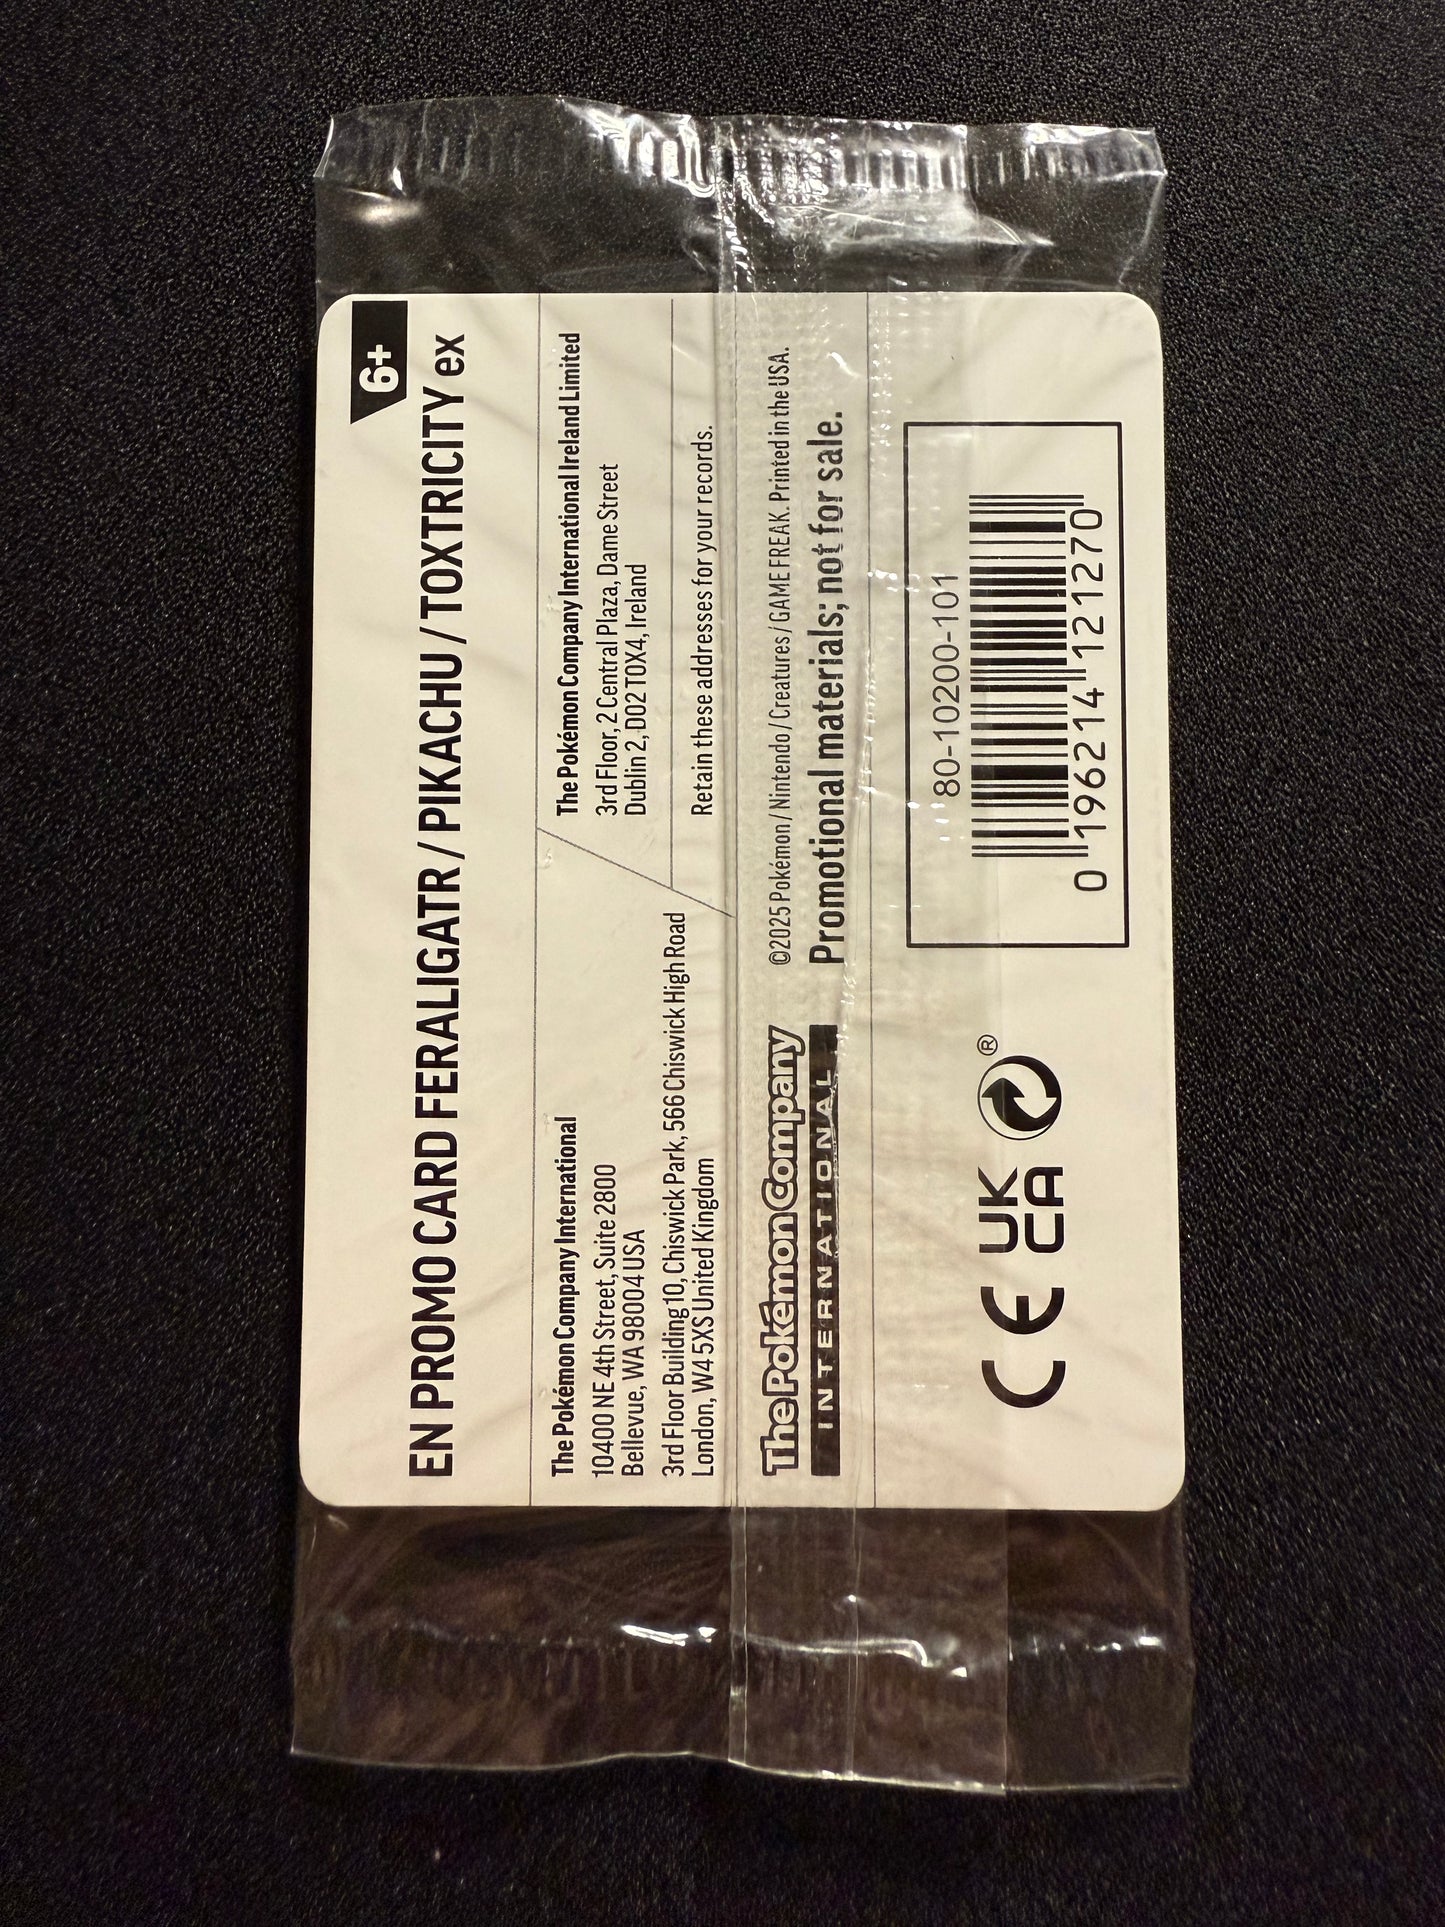 6+
EN PROMO CARD FERALIGATR / PIKACHU / TOXTRICITY ex
The Pokémon Company International
10400 NE 4th Street, Suite 2800
Bellevue, WA 98004 USA
3rd Floor Building 10, Chiswick Park, 566 Chiswick High Road
London, W4 5XS United Kingdom
The Pokémon Company International Ireland Limited
3rd Floor, 2 Central Plaza, Dame Street
Dublin 2, D02 T0X4, Ireland
Retain these addresses for your records.
The Pokémon Company
INTERNATIONAL
©2025 Pokémon / Nintendo / Creatures / GAME FREAK. Printed in the USA.
Promotional materials; not for sale.
CE UK
CA ®
80-10200-101
0 196214 121270